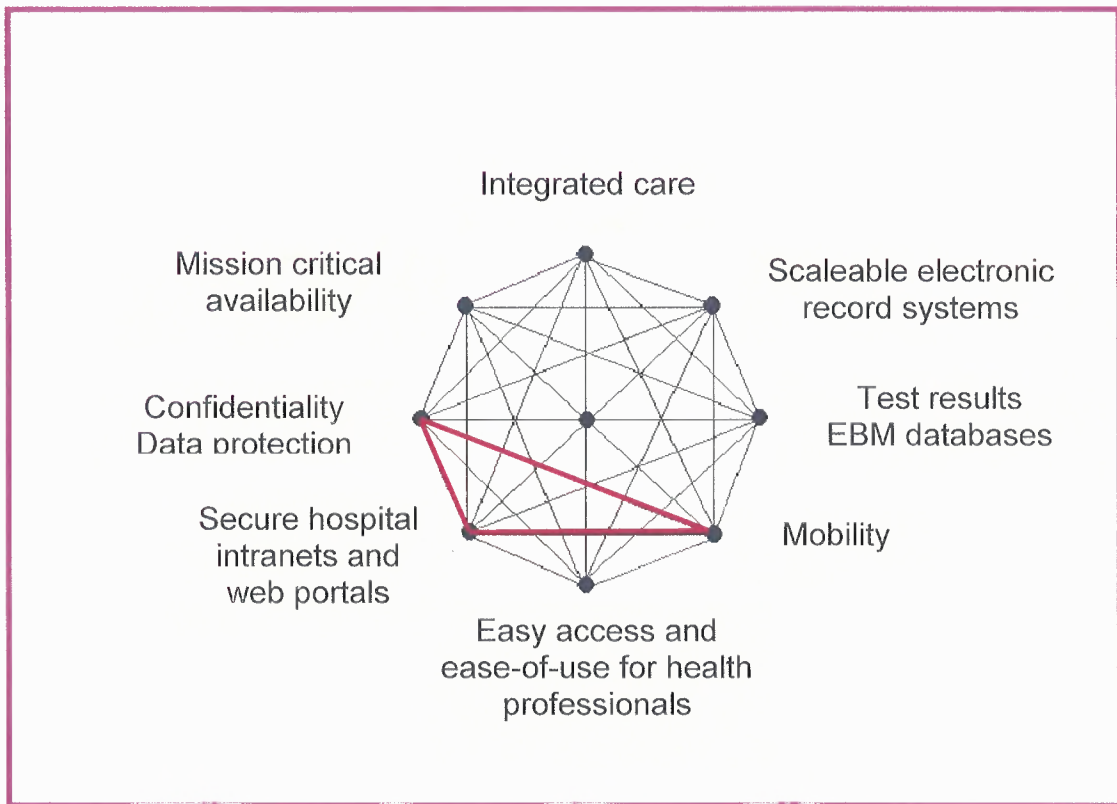 Integrated care
Mission critical
availability
Scaleable electronic
record systems
Confidentiality
Data protection
Test results
EBM databases
Secure hospital
intranets and
web portals
Mobility
Easy access and
ease-of-use for health
professionals